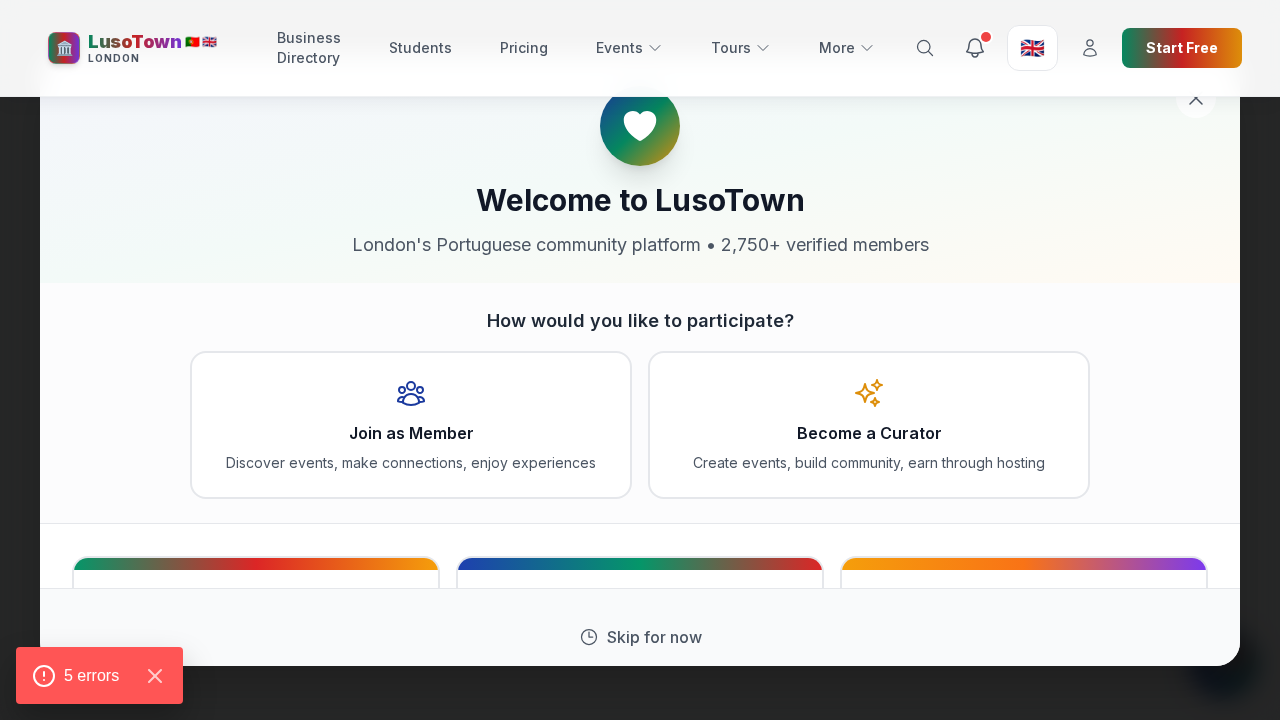 LusoTown 🇵🇹 🇬🇧
LONDON
Business
Directory
Students
Pricing
Events
Tours
More
Start Free
Welcome to LusoTown
London's Portuguese community platform • 2,750+ verified members
How would you like to participate?
Join as Member
Discover events, make connections, enjoy experiences
Become a Curator
Create events, build community, earn through hosting
Skip for now
5 errors